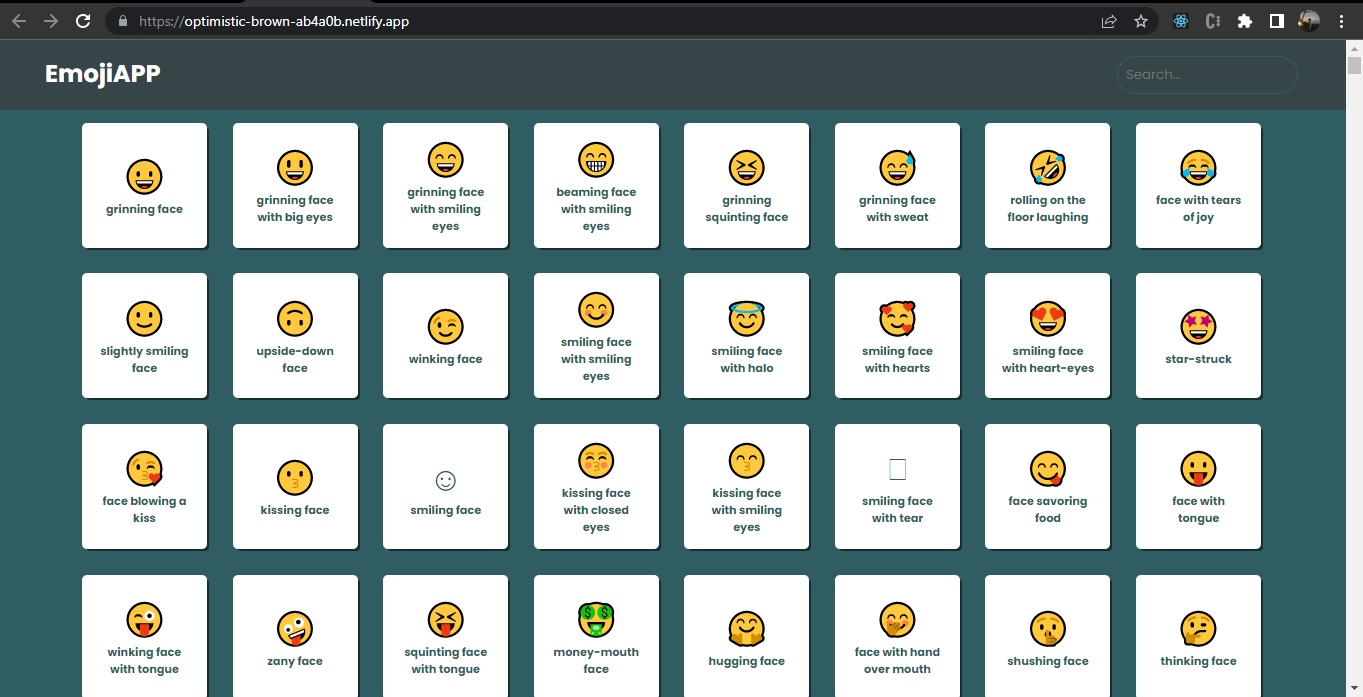 https://optimistic-brown-ab4a0b.netlify.app
EmojiAPP
Search...
grinning face
grinning face
with big eyes
grinning face
with smiling
eyes
beaming face
with smiling
eyes
grinning
squinting face
grinning face
with sweat
rolling on the
floor laughing
face with tears
of joy
slightly smiling
face
upside-down
face
winking face
smiling face
with smiling
eyes
smiling face
with halo
smiling face
with hearts
smiling face
with heart-eyes
star-struck
face blowing a
kiss
kissing face
smiling face
kissing face
with closed
eyes
kissing face
with smiling
eyes
smiling face
with tear
face savoring
food
face with
tongue
winking face
with tongue
zany face
squinting face
with tongue
money-mouth
face
hugging face
face with hand
over mouth
shushing face
thinking face